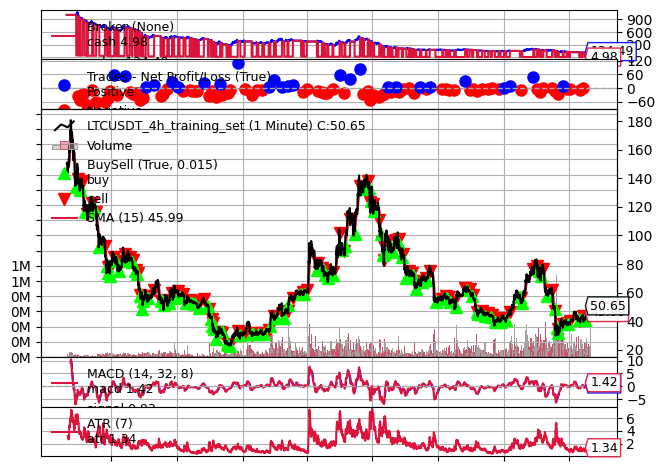 Broker (None)
cash 4.98
900
600
4.98
Trades - Net Profit/Loss (True)
Positive
120
60
0
−60
LTCUSDT_4h_training_set (1 Minute) C:50.65
Volume
BuySell (True, 0.015)
buy
sell
SMA (15) 45.99
180
160
140
120
100
80
60
50.65
40
20
1M
1M
0M
0M
0M
0M
0M
MACD (14, 32, 8)
macd 1.42
10
5
1.42
0
−5
ATR (7)
atr 1.34
6
4
2
1.34